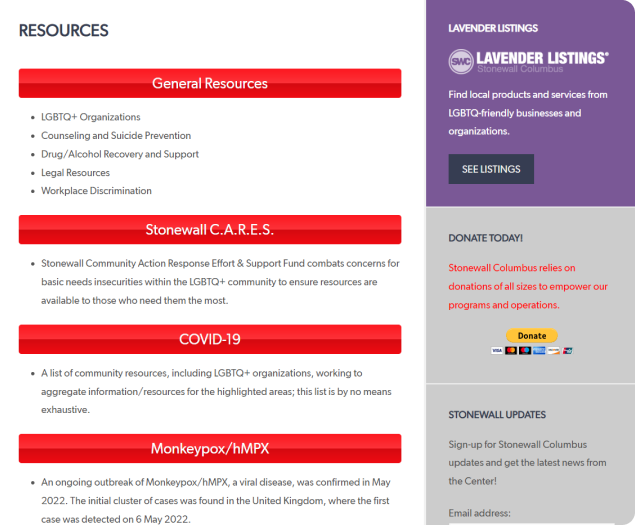 RESOURCES
General Resources
LGBTQ+ Organizations
Counseling and Suicide Prevention
Drug/Alcohol Recovery and Support
Legal Resources
Workplace Discrimination
Stonewall C.A.R.E.S.
Stonewall Community Action Response Effort & Support Fund combats concerns for
basic needs insecurities within the LGBTQ+ community to ensure resources are
available to those who need them the most.
COVID-19
A list of community resources, including LGBTQ+ organizations, working to
aggregate information/resources for the highlighted areas; this list is by no means
exhaustive.
Monkeypox/hMPX
An ongoing outbreak of Monkeypox/hMPX, a viral disease, was confirmed in May
2022. The initial cluster of cases was found in the United Kingdom, where the first
case was detected on 6 May 2022.
LAVENDER LISTINGS
SWC LAVENDER LISTINGS®
Stonewall Columbus
Find local products and services from
LGBTQ-friendly businesses and
organizations.
SEE LISTINGS
DONATE TODAY!
Stonewall Columbus relies on
donations of all sizes to empower our
programs and operations.
Donate
VISA
STONEWALL UPDATES
Sign-up for Stonewall Columbus
updates and get the latest news from
the Center!
Email address: